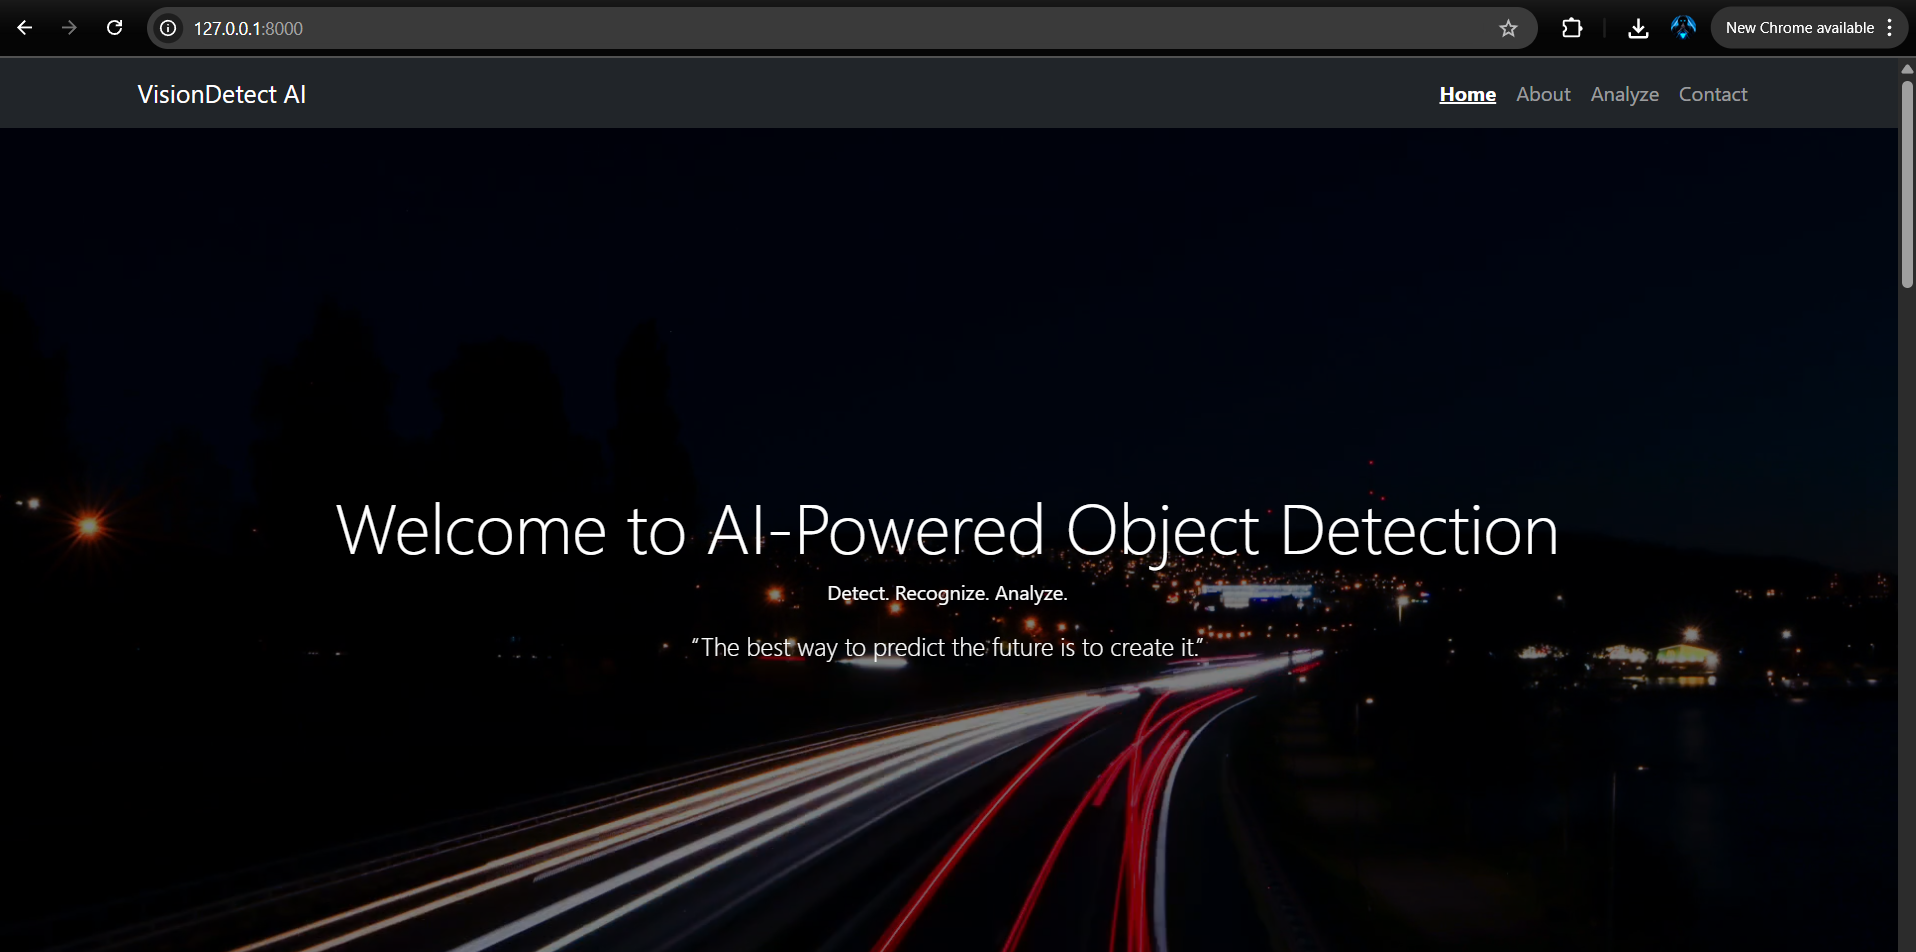 127.0.0.1:8000
New Chrome available
VisionDetect AI
Home About Analyze Contact
Welcome to AI-Powered Object Detection
Detect. Recognize. Analyze.
“The best way to predict the future is to create it.”